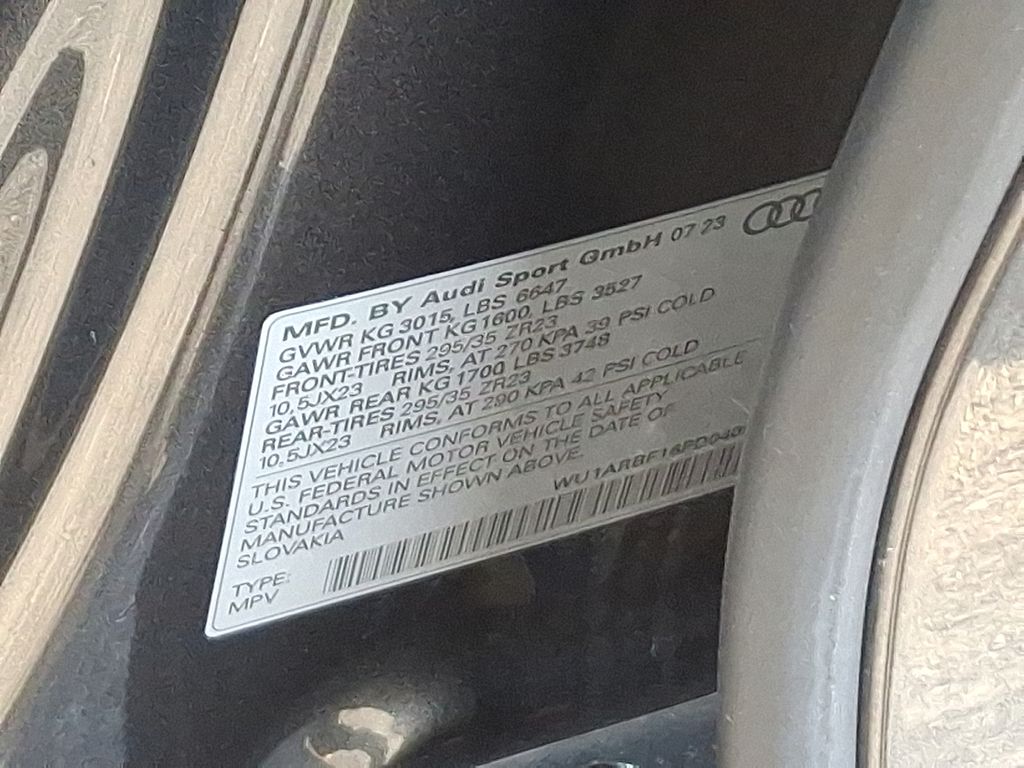 MFD. BY Audi Sport GmbH 07 23
GVWR KG 3015, LBS 6647
GAWR FRONT KG 1600, LBS 3527
FRONT-TIRES 295/35 ZR23
10,5JX23 RIMS, AT 270 KPA 39 PSI COLD
GAWR REAR KG 1700 LBS 3748
REAR-TIRES 295/35 ZR23
10,5JX23 RIMS, AT 290 KPA 42 PSI COLD
THIS VEHICLE CONFORMS TO ALL APPLICABLE
U.S. FEDERAL MOTOR VEHICLE SAFETY
STANDARDS IN EFFECT ON THE DATE OF
MANUFACTURE SHOWN ABOVE.
SLOVAKIA
TYPE:
MPV